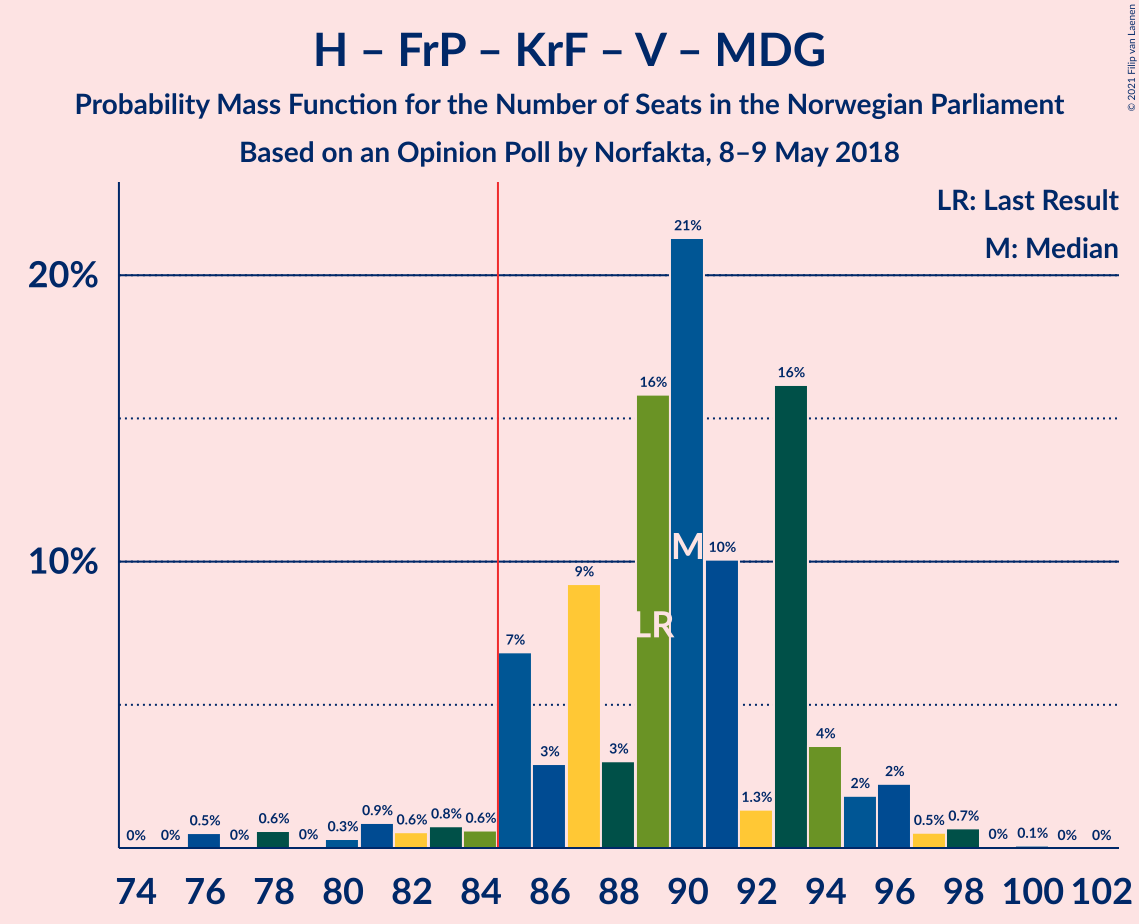 H – FrP – KrF – V – MDG
Probability Mass Function for the Number of Seats in the Norwegian Parliament
Based on an Opinion Poll by Norfakta, 8–9 May 2018
© 2021 Filip van Laenen
LR: Last Result
M: Median
20%
10%
0% 0% 0.5% 0% 0.6% 0% 0.3% 0.9% 0.6% 0.8% 0.6% 7% 3% 9% 3% 16% 21% 10% 1.3% 16% 4% 2% 2% 0.5% 0.7% 0% 0.1% 0% 0%
M
LR
74 76 78 80 82 84 86 88 90 92 94 96 98 100 102